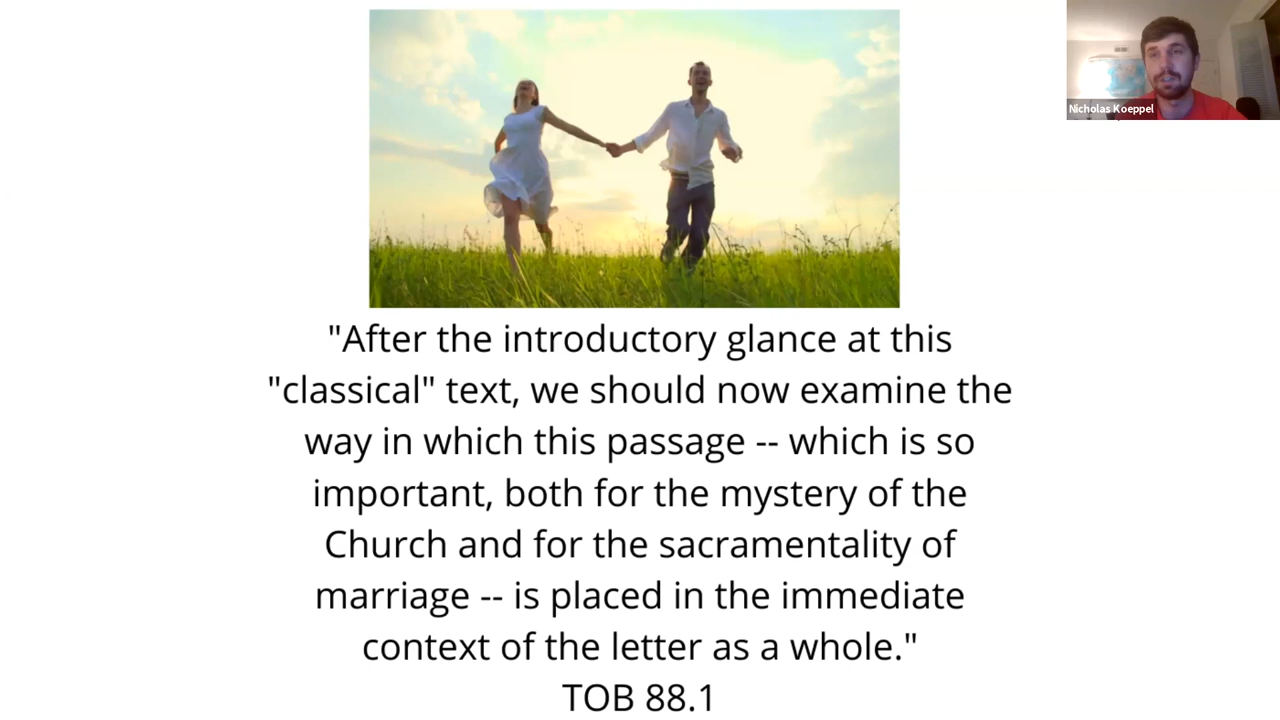 Nicholas Koeppel
"After the introductory glance at this
"classical" text, we should now examine the
way in which this passage -- which is so
important, both for the mystery of the
Church and for the sacramentality of
marriage -- is placed in the immediate
context of the letter as a whole."
TOB 88.1